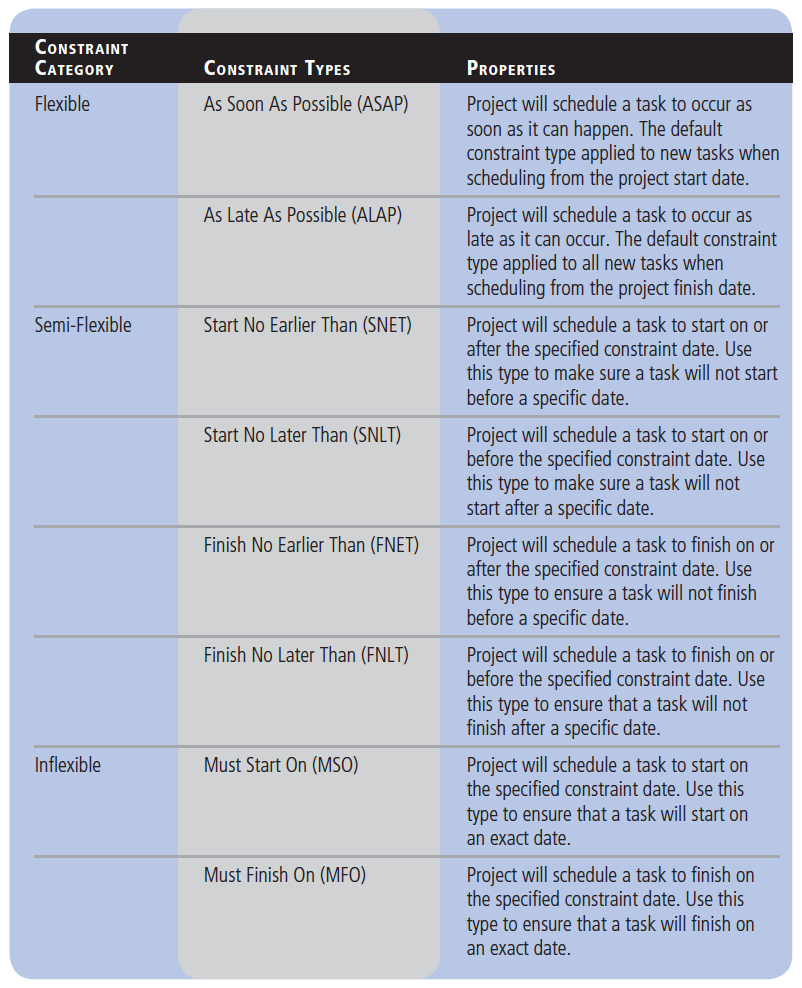 CONSTRAINT
CATEGORY CONSTRAINT TYPES PROPERTIES
Flexible As Soon As Possible (ASAP) Project will schedule a task to occur as
soon as it can happen. The default
constraint type applied to new tasks when
scheduling from the project start date.
As Late As Possible (ALAP) Project will schedule a task to occur as
late as it can occur. The default constraint
type applied to all new tasks when
scheduling from the project finish date.
Semi-Flexible Start No Earlier Than (SNET) Project will schedule a task to start on or
after the specified constraint date. Use
this type to make sure a task will not start
before a specific date.
Start No Later Than (SNLT) Project will schedule a task to start on or
before the specified constraint date. Use
this type to make sure a task will not
start after a specific date.
Finish No Earlier Than (FNET) Project will schedule a task to finish on or
after the specified constraint date. Use
this type to ensure a task will not finish
before a specific date.
Finish No Later Than (FNLT) Project will schedule a task to finish on or
before the specified constraint date. Use
this type to ensure that a task will not
finish after a specific date.
Inflexible Must Start On (MSO) Project will schedule a task to start on
the specified constraint date. Use this
type to ensure that a task will start on
an exact date.
Must Finish On (MFO) Project will schedule a task to finish on
the specified constraint date. Use this
type to ensure that a task will finish on
an exact date.